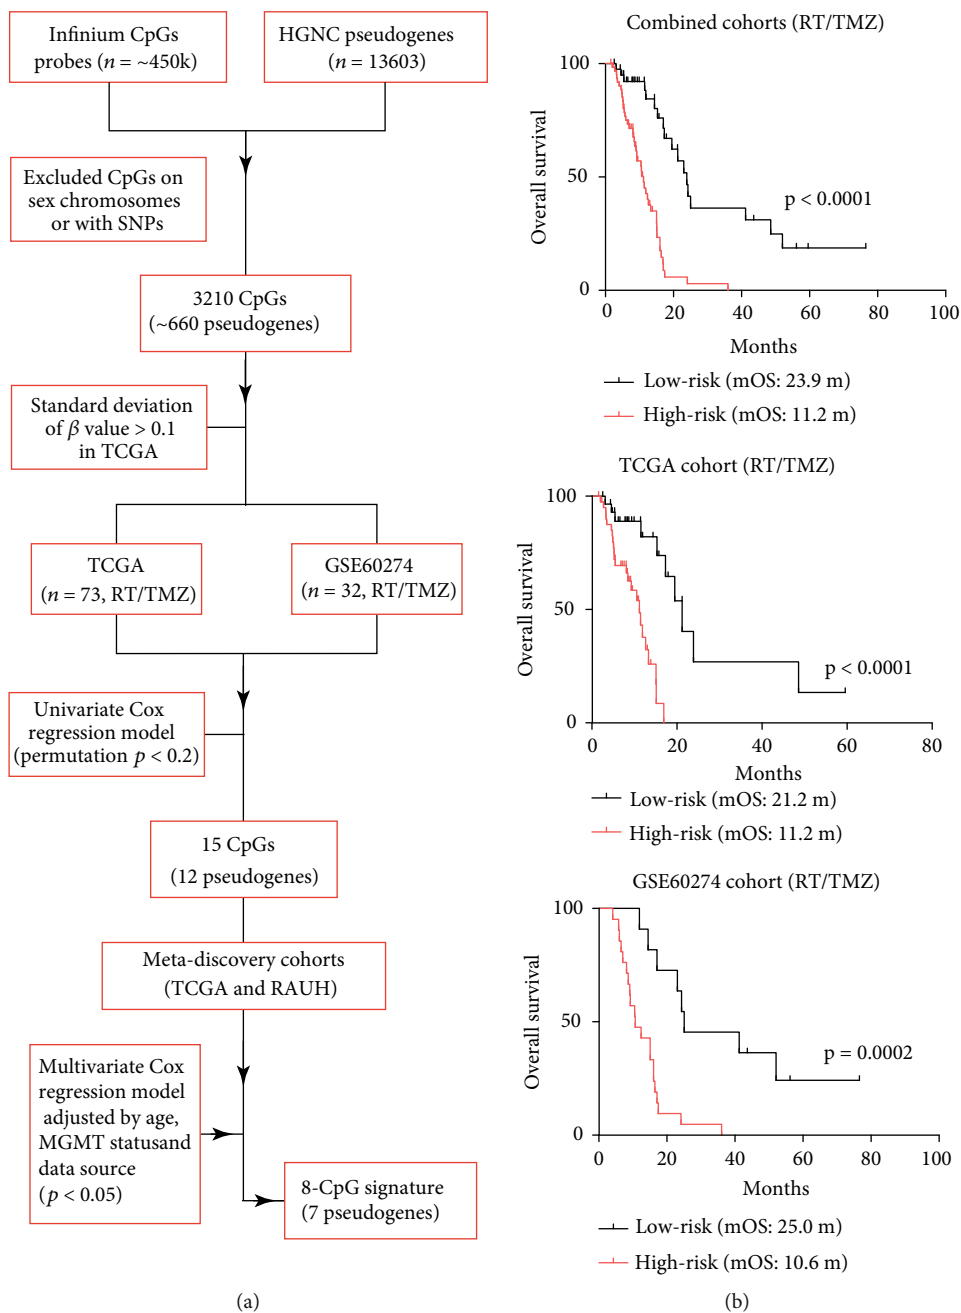 Infinium CpGs
probes (n = ~450k)
HGNC pseudogenes
(n = 13603)
Excluded CpGs on
sex chromosomes
or with SNPs
3210 CpGs
(~660 pseudogenes)
Standard deviation
of β value > 0.1
in TCGA
TCGA
(n = 73, RT/TMZ)
GSE60274
(n = 32, RT/TMZ)
Univariate Cox
regression model
(permutation p < 0.2)
15 CpGs
(12 pseudogenes)
Meta-discovery cohorts
(TCGA and RAUH)
Multivariate Cox
regression model
adjusted by age,
MGMT statusand
data source
(p < 0.05)
8-CpG signature
(7 pseudogenes)
(a)
Combined cohorts (RT/TMZ)
Overall survival
100
50
0
p < 0.0001
0 20 40 60 80 100
Months
Low-risk (mOS: 23.9 m)
High-risk (mOS: 11.2 m)
TCGA cohort (RT/TMZ)
Overall survival
100
50
0
p < 0.0001
0 20 40 60 80
Months
Low-risk (mOS: 21.2 m)
High-risk (mOS: 11.2 m)
GSE60274 cohort (RT/TMZ)
Overall survival
100
50
0
p = 0.0002
0 20 40 60 80 100
Months
Low-risk (mOS: 25.0 m)
High-risk (mOS: 10.6 m)
(b)